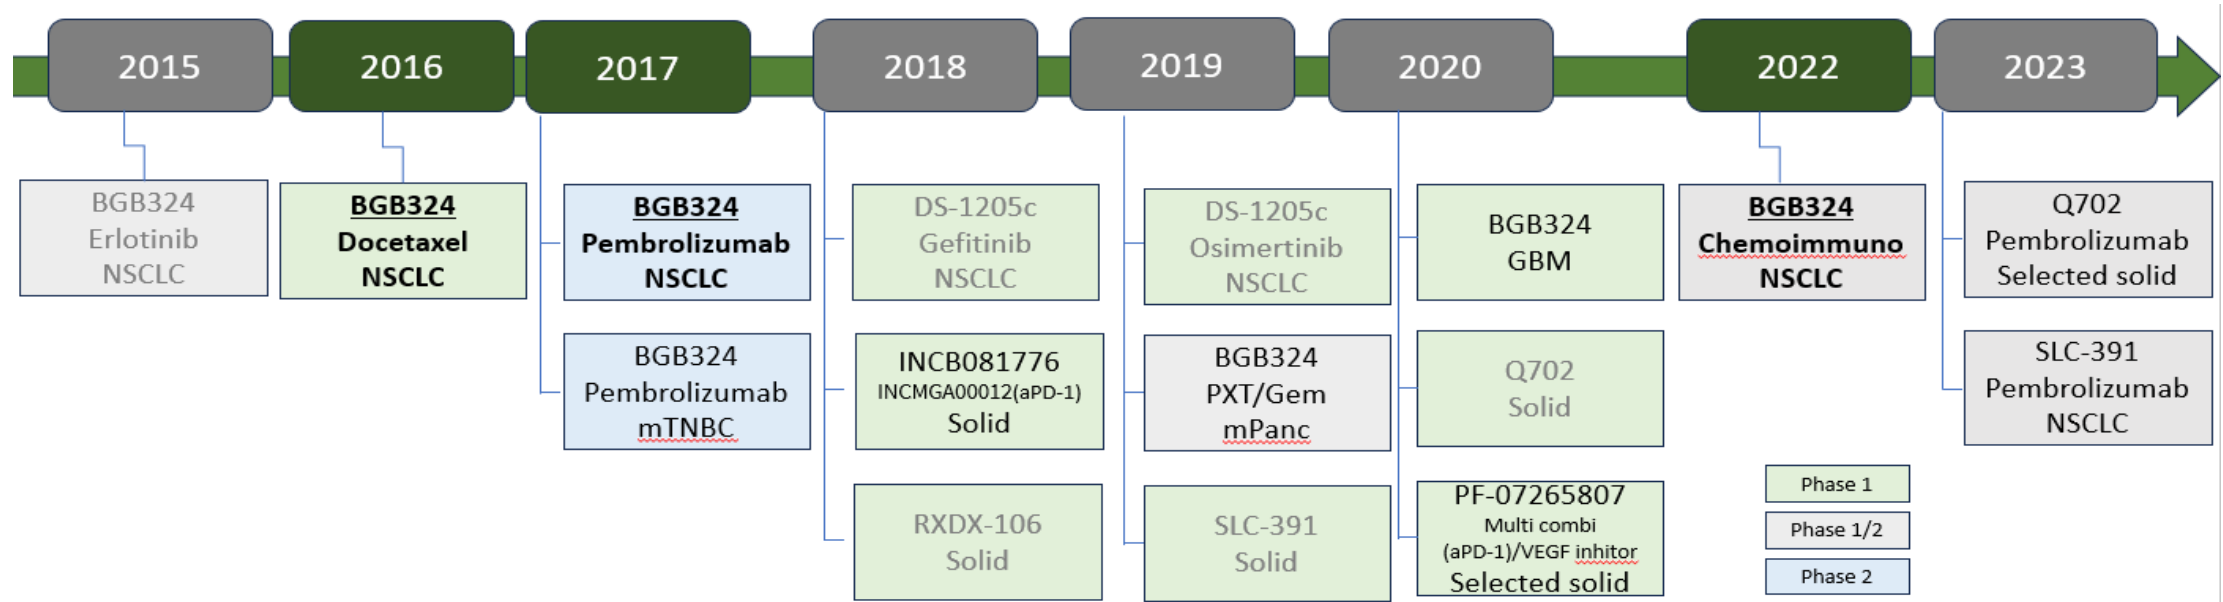 2015
2016
2017
2018
2019
2020
2022
2023
BGB324
Erlotinib
NSCLC
BGB324
Docetaxel
NSCLC
BGB324
Pembrolizumab
NSCLC
BGB324
Pembrolizumab
mTNBC
DS-1205c
Gefitinib
NSCLC
INCB081776
INCMGA00012(aPD-1)
Solid
RXDX-106
Solid
DS-1205c
Osimertinib
NSCLC
BGB324
PXT/Gem
mPanc
SLC-391
Solid
BGB324
GBM
Q702
Solid
PF-07265807
Multi combi
(aPD-1)/VEGF inhitor
Selected solid
BGB324
Chemoimmuno
NSCLC
Q702
Pembrolizumab
Selected solid
SLC-391
Pembrolizumab
NSCLC
Phase 1
Phase 1/2
Phase 2